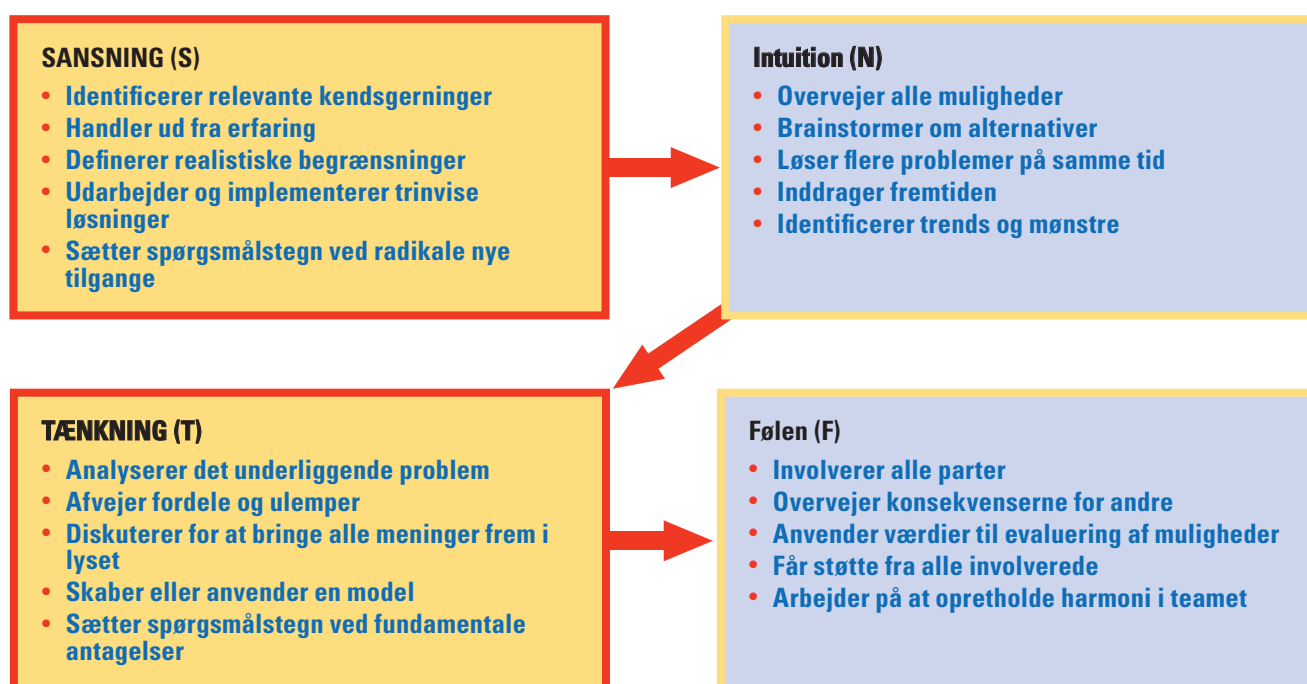 SANSNING (S)
• Identificerer relevante kendsgerninger
• Handler ud fra erfaring
• Definerer realistiske begrænsninger
• Udarbejder og implementerer trinvise
løsninger
• Sætter spørgsmålstegn ved radikale nye
tilgange
Intuition (N)
• Overvejer alle muligheder
• Brainstormer om alternativer
• Løser flere problemer på samme tid
• Inddrager fremtiden
• Identificerer trends og mønstre
TÆNKNING (T)
• Analyserer det underliggende problem
• Afvejer fordele og ulemper
• Diskuterer for at bringe alle meninger frem i
lyset
• Skaber eller anvender en model
• Sætter spørgsmålstegn ved fundamentale
antagelser
Følen (F)
• Involverer alle parter
• Overvejer konsekvenserne for andre
• Anvender værdier til evaluering af muligheder
• Får støtte fra alle involverede
• Arbejder på at opretholde harmoni i teamet